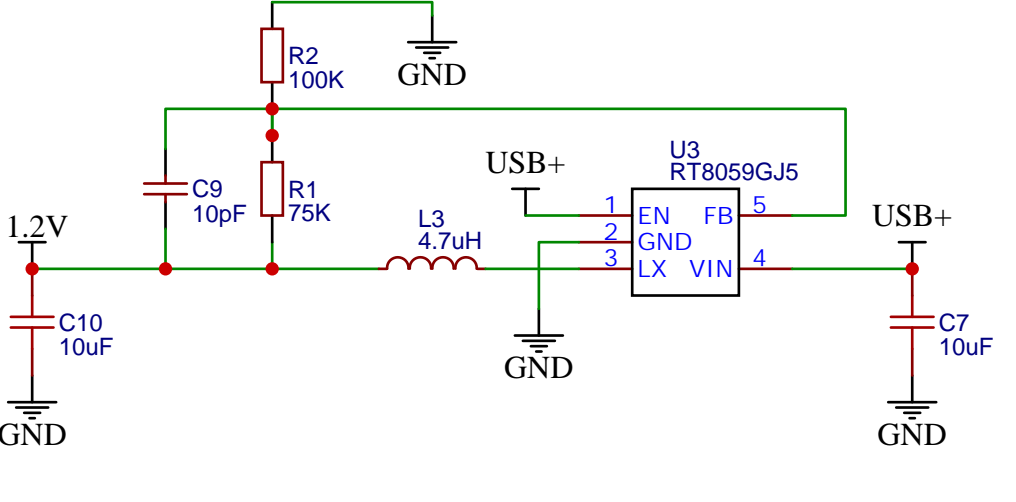 R2
100K
GND
U3
RT8059GJ5
USB+
C9
10pF
R1
75K
1
EN
FB
5
USB+
L3
4.7uH
1.2V
2
GND
3
LX
VIN
4
C10
10uF
C7
10uF
GND
GND
GND